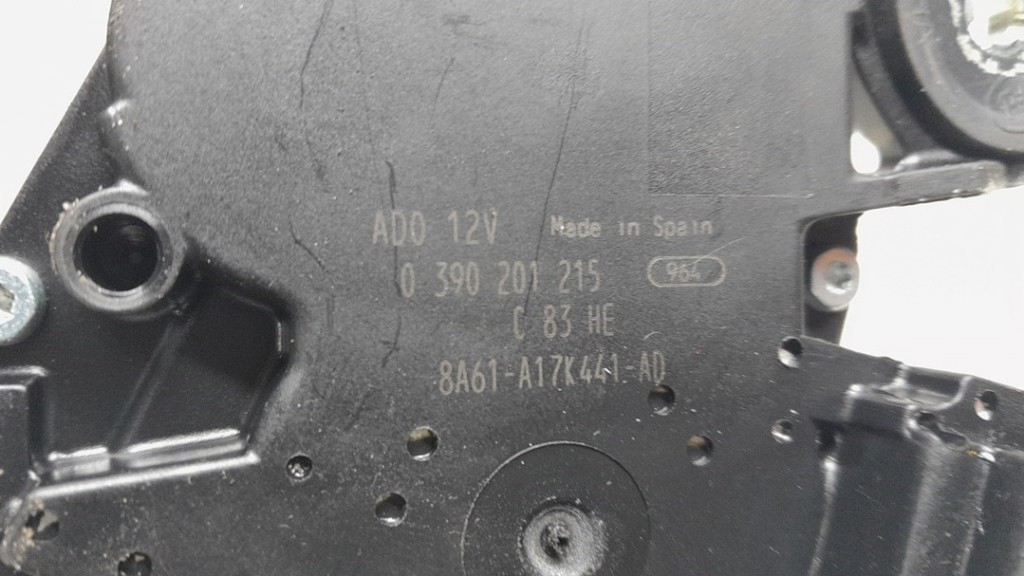 ADO 12V Made in Spain
0 390 201 215 964
C 83 HE
8A61-A17K441-AD